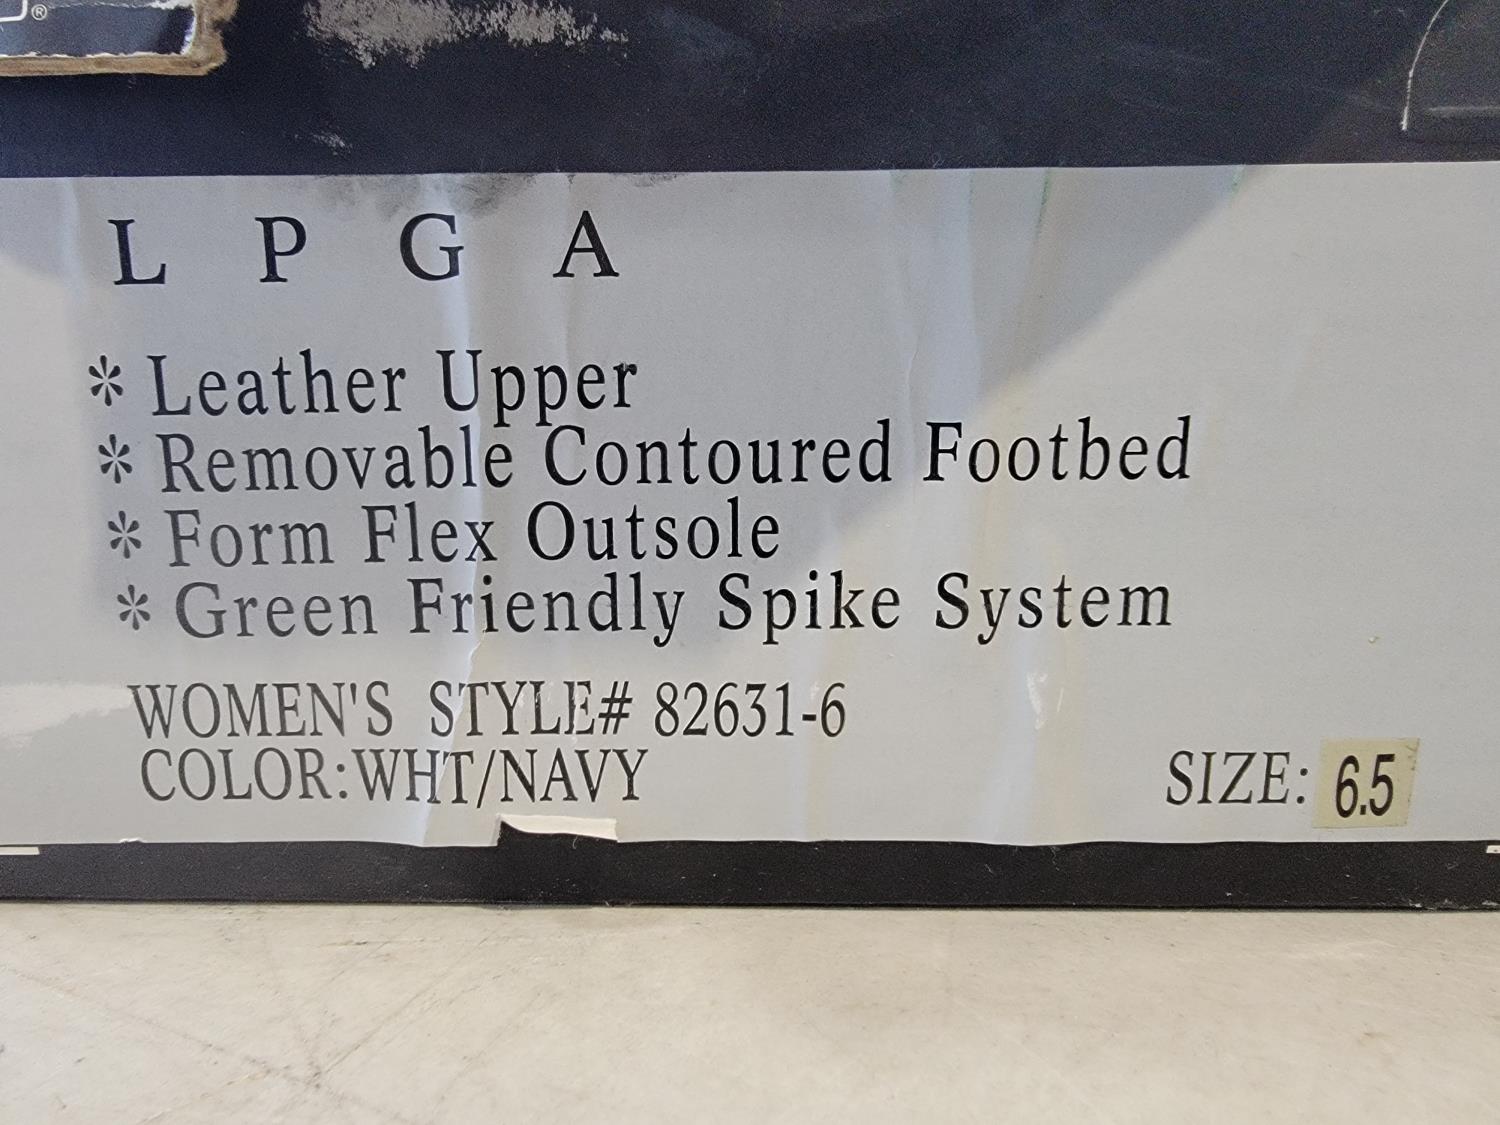 ®
L P G A
* Leather Upper
* Removable Contoured Footbed
* Form Flex Outsole
* Green Friendly Spike System
WOMEN'S STYLE# 82631-6
COLOR:WHT/NAVY
SIZE: 6.5